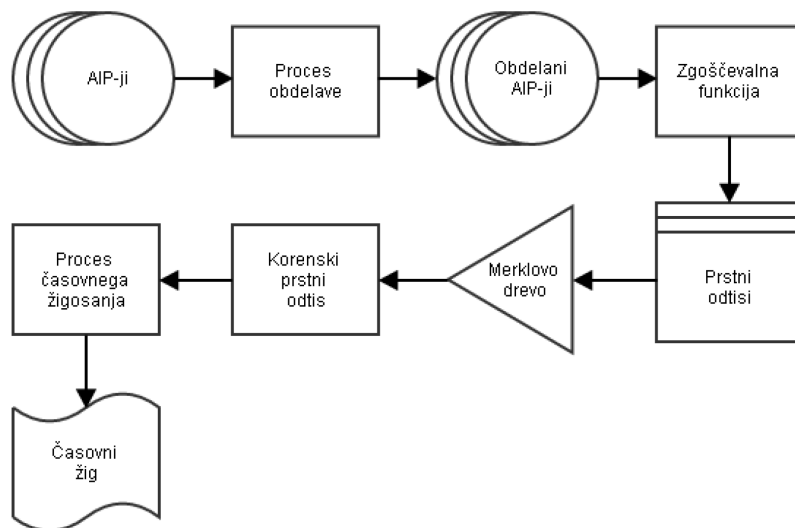 AIP-ji
Proces
obdelave
Obdelani
AIP-ji
Zgoščevalna
funkcija
Prstni
odtisi
Merklovo
drevo
Korenski
prstni
odtis
Proces
časovnega
žigosanja
Časovni
žig